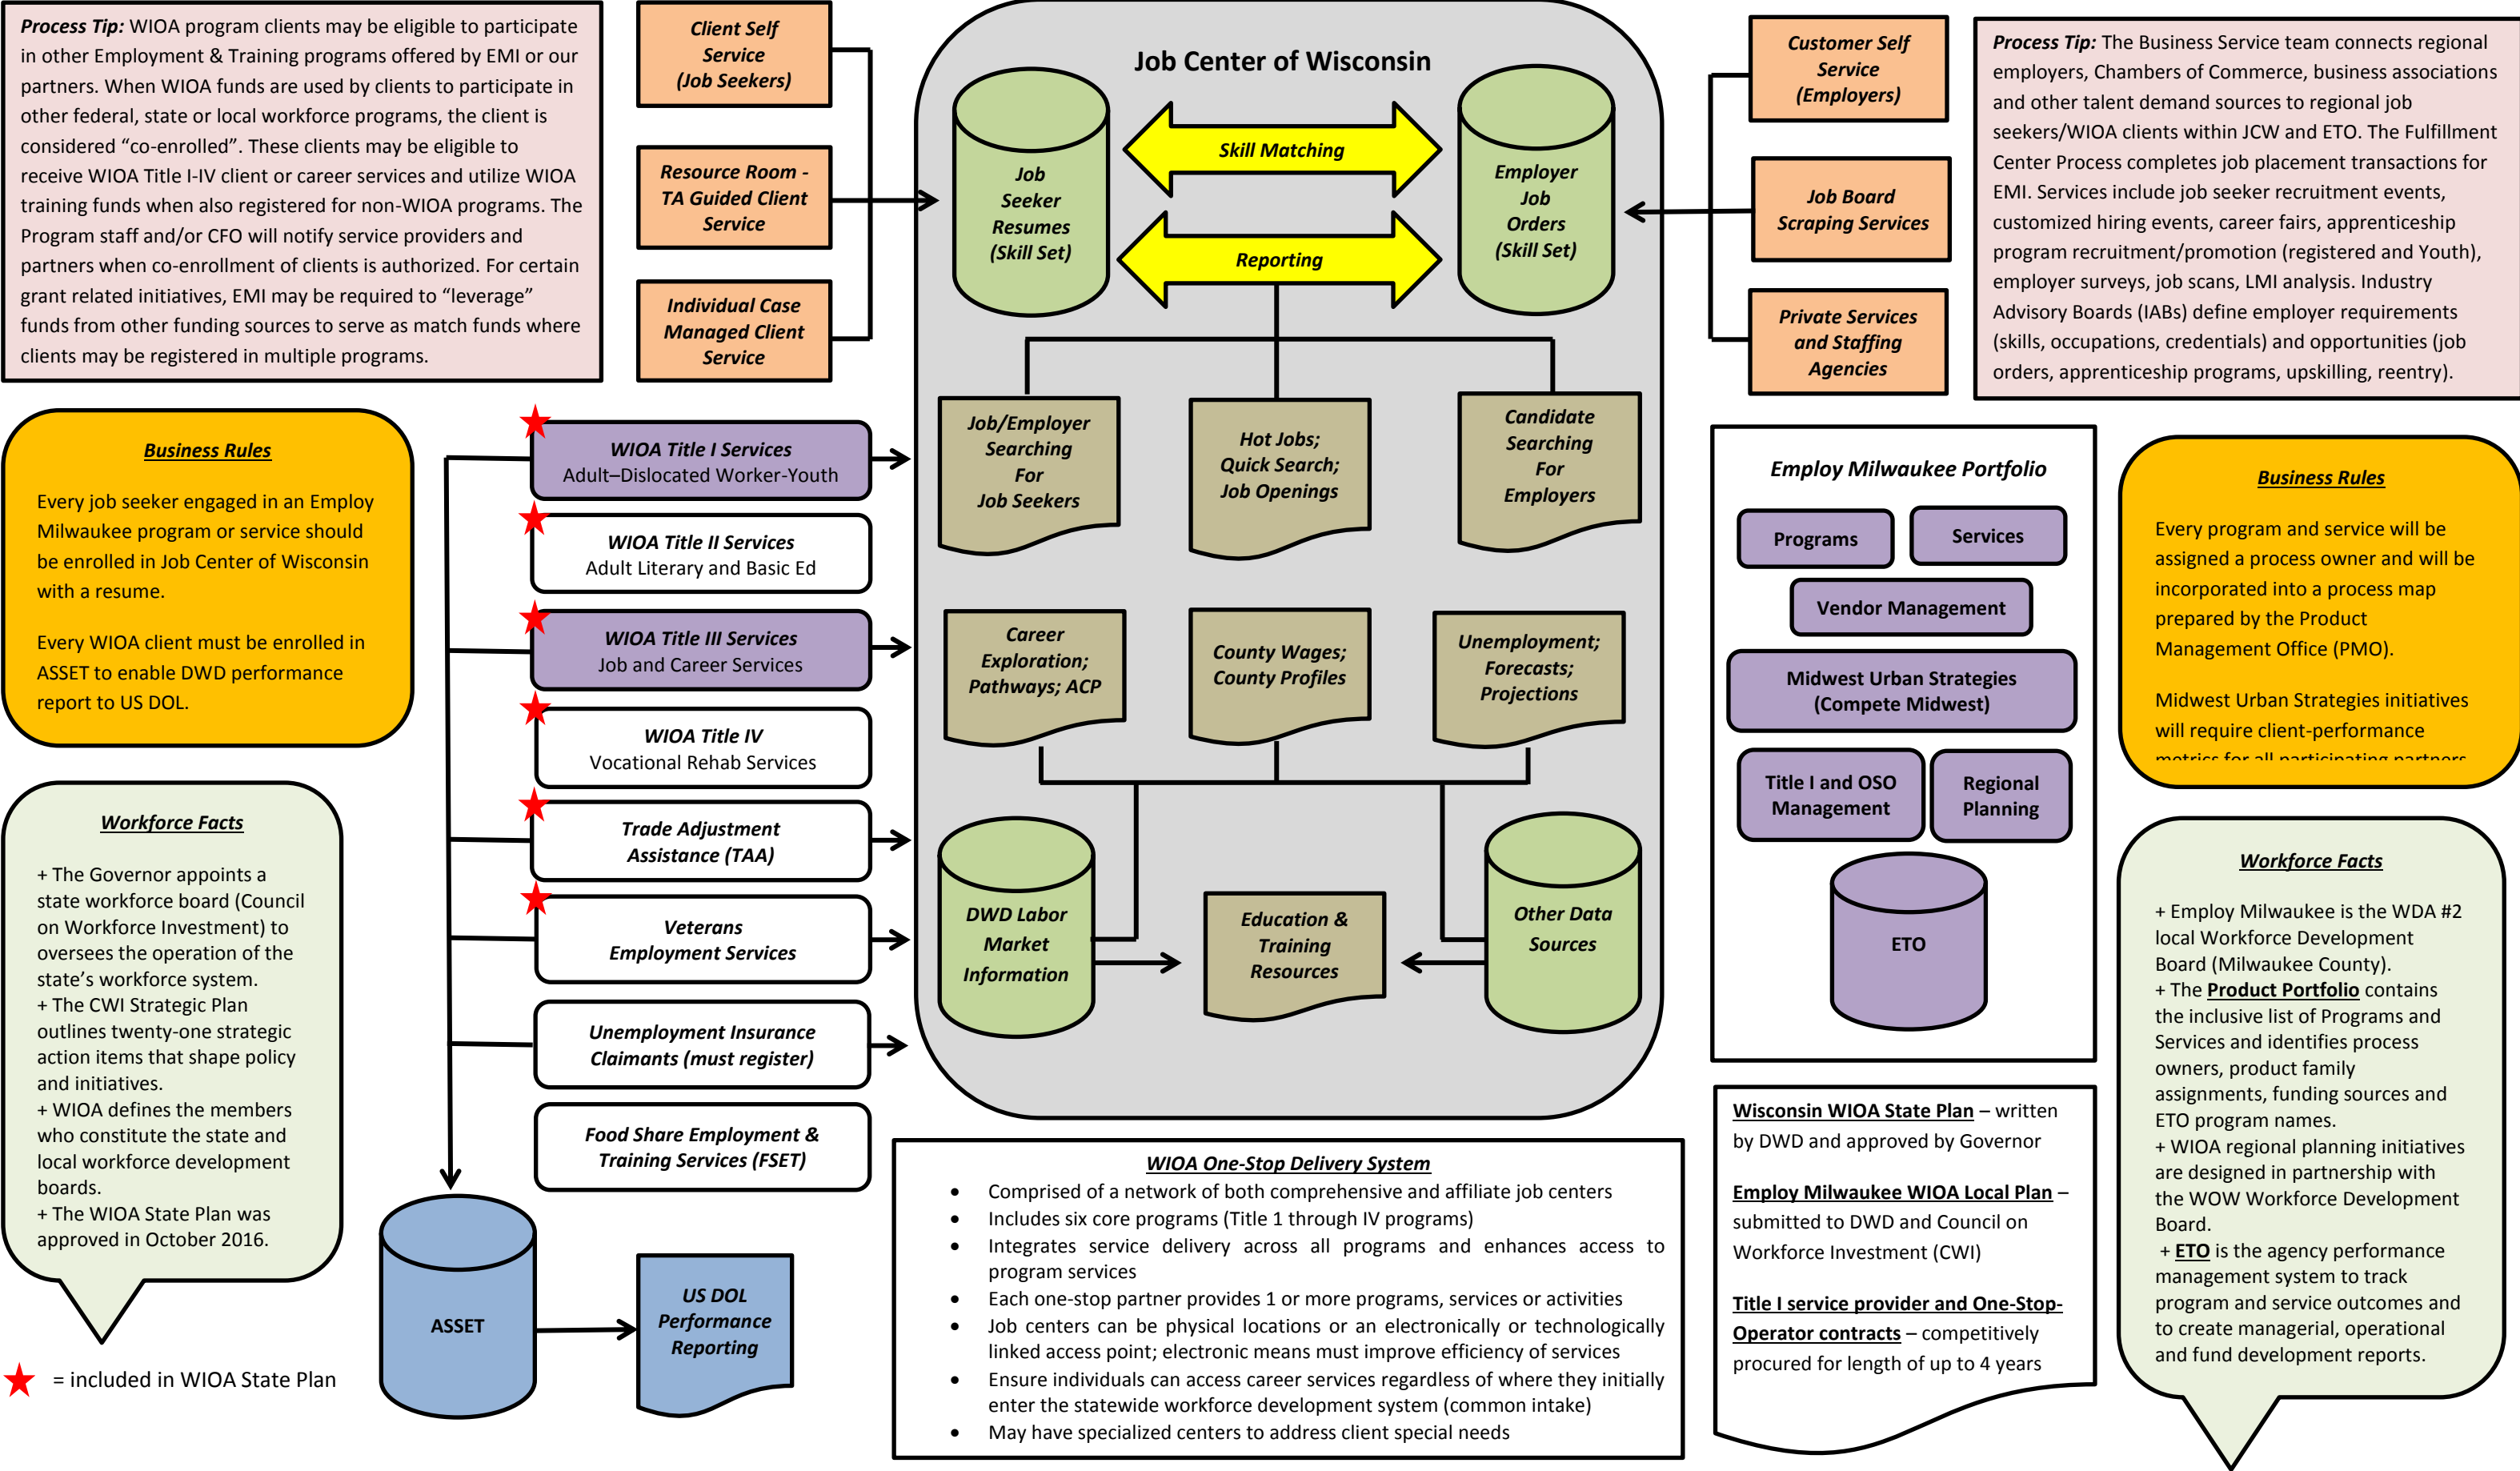 Process Tip: WIOA program clients may be eligible to participate
in other Employment & Training programs offered by EMI or our
partners. When WIOA funds are used by clients to participate in
other federal, state or local workforce programs, the client is
considered “co-enrolled”. These clients may be eligible to
receive WIOA Title I-IV client or career services and utilize WIOA
training funds when also registered for non-WIOA programs. The
Program staff and/or CFO will notify service providers and
partners when co-enrollment of clients is authorized. For certain
grant related initiatives, EMI may be required to “leverage”
funds from other funding sources to serve as match funds where
clients may be registered in multiple programs.
Client Self
Service
(Job Seekers)
Resource Room -
TA Guided Client
Service
Individual Case
Managed Client
Service
Job Center of Wisconsin
Job
Seeker
Resumes
(Skill Set)
Skill Matching
Reporting
Employer
Job
Orders
(Skill Set)
Customer Self
Service
(Employers)
Job Board
Scraping Services
Private Services
and Staffing
Agencies
Process Tip: The Business Service team connects regional
employers, Chambers of Commerce, business associations
and other talent demand sources to regional job
seekers/WIOA clients within JCW and ETO. The Fulfillment
Center Process completes job placement transactions for
EMI. Services include job seeker recruitment events,
customized hiring events, career fairs, apprenticeship
program recruitment/promotion (registered and Youth),
employer surveys, job scans, LMI analysis. Industry
Advisory Boards (IABs) define employer requirements
(skills, occupations, credentials) and opportunities (job
orders, apprenticeship programs, upskilling, reentry).
Business Rules
Every job seeker engaged in an Employ
Milwaukee program or service should
be enrolled in Job Center of Wisconsin
with a resume.
Every WIOA client must be enrolled in
ASSET to enable DWD performance
report to US DOL.
Workforce Facts
+ The Governor appoints a
state workforce board (Council
on Workforce Investment) to
oversees the operation of the
state’s workforce system.
+ The CWI Strategic Plan
outlines twenty-one strategic
action items that shape policy
and initiatives.
+ WIOA defines the members
who constitute the state and
local workforce development
boards.
+ The WIOA State Plan was
approved in October 2016.
= included in WIOA State Plan
WIOA Title I Services
Adult–Dislocated Worker-Youth
WIOA Title II Services
Adult Literary and Basic Ed
WIOA Title III Services
Job and Career Services
WIOA Title IV
Vocational Rehab Services
Trade Adjustment
Assistance (TAA)
Veterans
Employment Services
Unemployment Insurance
Claimants (must register)
Food Share Employment &
Training Services (FSET)
ASSET
US DOL
Performance
Reporting
Job/Employer
Searching
For
Job Seekers
Hot Jobs;
Quick Search;
Job Openings
Candidate
Searching
For
Employers
Career
Exploration;
Pathways; ACP
County Wages;
County Profiles
Unemployment;
Forecasts;
Projections
DWD Labor
Market
Information
Education &
Training
Resources
Other Data
Sources
WIOA One-Stop Delivery System
• Comprised of a network of both comprehensive and affiliate job centers
• Includes six core programs (Title 1 through IV programs)
• Integrates service delivery across all programs and enhances access to
program services
• Each one-stop partner provides 1 or more programs, services or activities
• Job centers can be physical locations or an electronically or technologically
linked access point; electronic means must improve efficiency of services
• Ensure individuals can access career services regardless of where they initially
enter the statewide workforce development system (common intake)
• May have specialized centers to address client special needs
Employ Milwaukee Portfolio
Programs
Services
Vendor Management
Midwest Urban Strategies
(Compete Midwest)
Title I and OSO
Management
Regional
Planning
ETO
Wisconsin WIOA State Plan – written
by DWD and approved by Governor
Employ Milwaukee WIOA Local Plan –
submitted to DWD and Council on
Workforce Investment (CWI)
Title I service provider and One-Stop-
Operator contracts – competitively
procured for length of up to 4 years
Business Rules
Every program and service will be
assigned a process owner and will be
incorporated into a process map
prepared by the Product
Management Office (PMO).
Midwest Urban Strategies initiatives
will require client-performance
metrics for all participating partners
Workforce Facts
+ Employ Milwaukee is the WDA #2
local Workforce Development
Board (Milwaukee County).
+ The Product Portfolio contains
the inclusive list of Programs and
Services and identifies process
owners, product family
assignments, funding sources and
ETO program names.
+ WIOA regional planning initiatives
are designed in partnership with
the WOW Workforce Development
Board.
+ ETO is the agency performance
management system to track
program and service outcomes and
to create managerial, operational
and fund development reports.